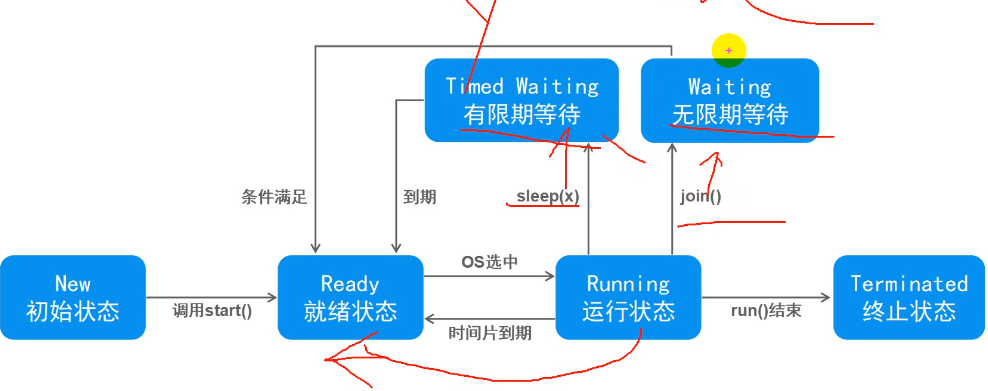 Timed Waiting
有限期等待
Waiting
无限期等待
条件满足
到期
sleep(x)
join()
New
初始状态
调用start()
Ready
就绪状态
OS选中
时间片到期
Running
运行状态
run()结束
Terminated
终止状态